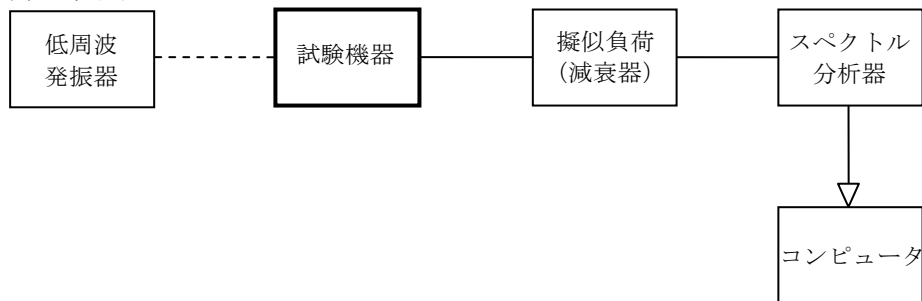 低周波
発振器
試験機器
擬似負荷
(減衰器)
スペクトル
分析器
コンピュータ